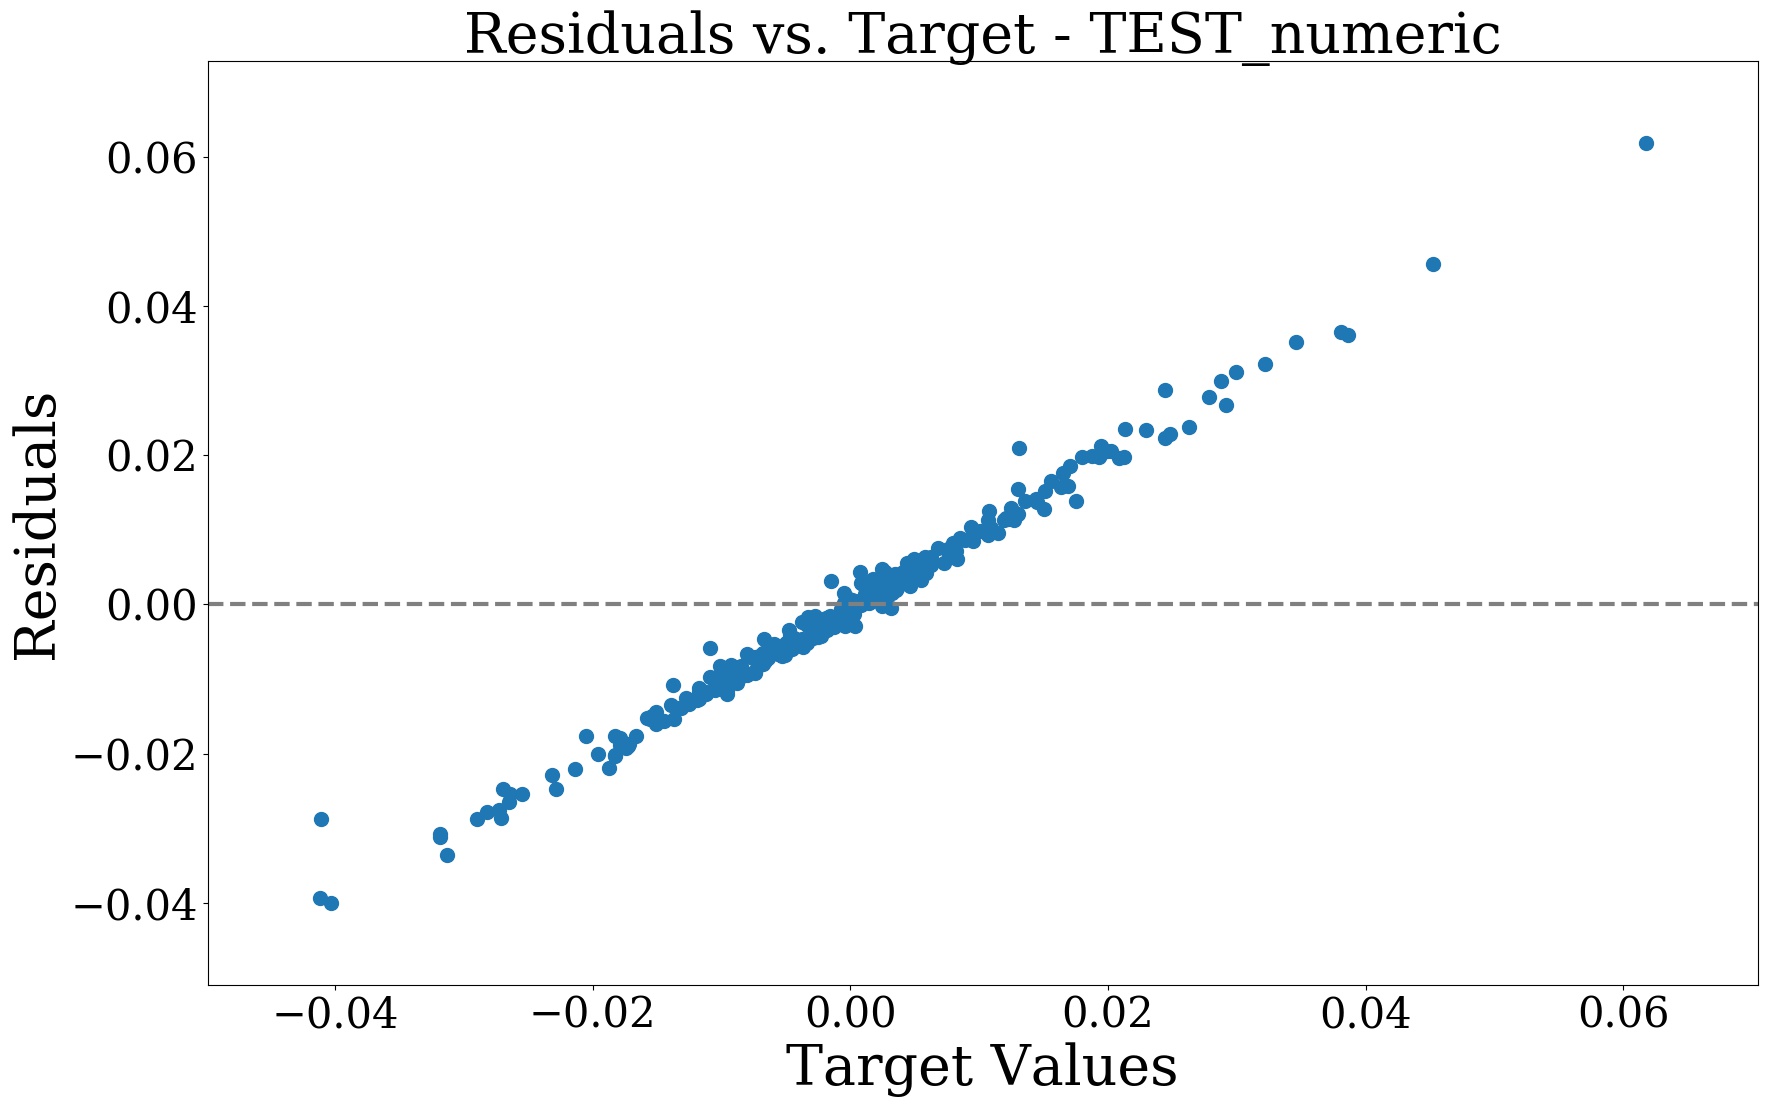 Residuals vs. Target - TEST_numeric
0.06
0.04
0.02
0.00
−0.02
−0.04
Residuals
−0.04 −0.02 0.00 0.02 0.04 0.06
Target Values